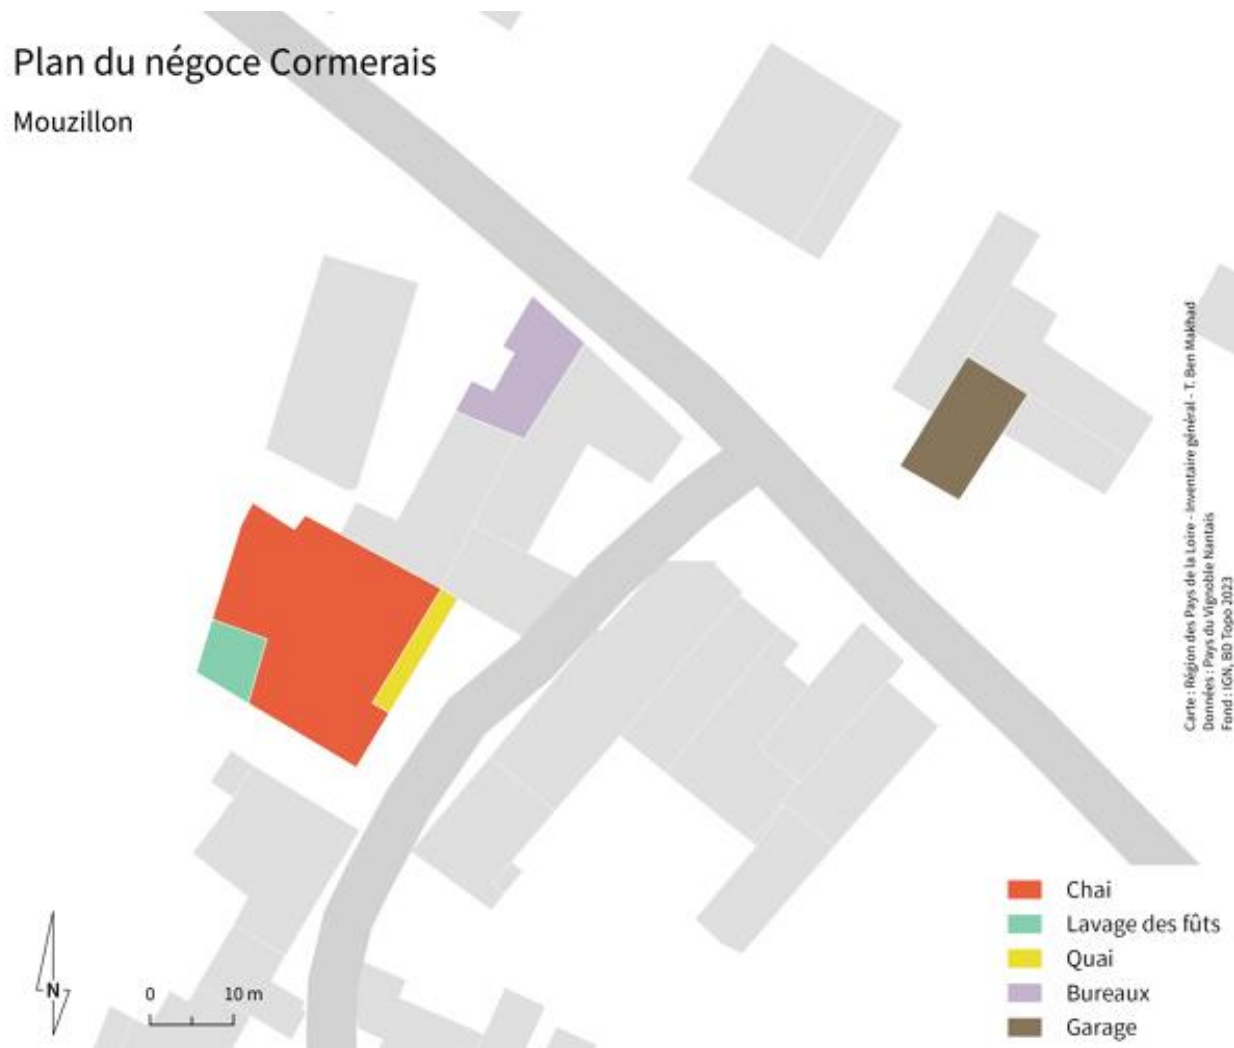 Plan du négoce Cormerais
Mouzillon
Carte : Région des Pays de la Loire - Inventaire général - T. Ben Makhad
Données : Pays du Vignoble Nantais
Fond : IGN, BD Topo 2023
Chai
Lavage des fûts
Quai
Bureaux
Garage
N
0 10 m